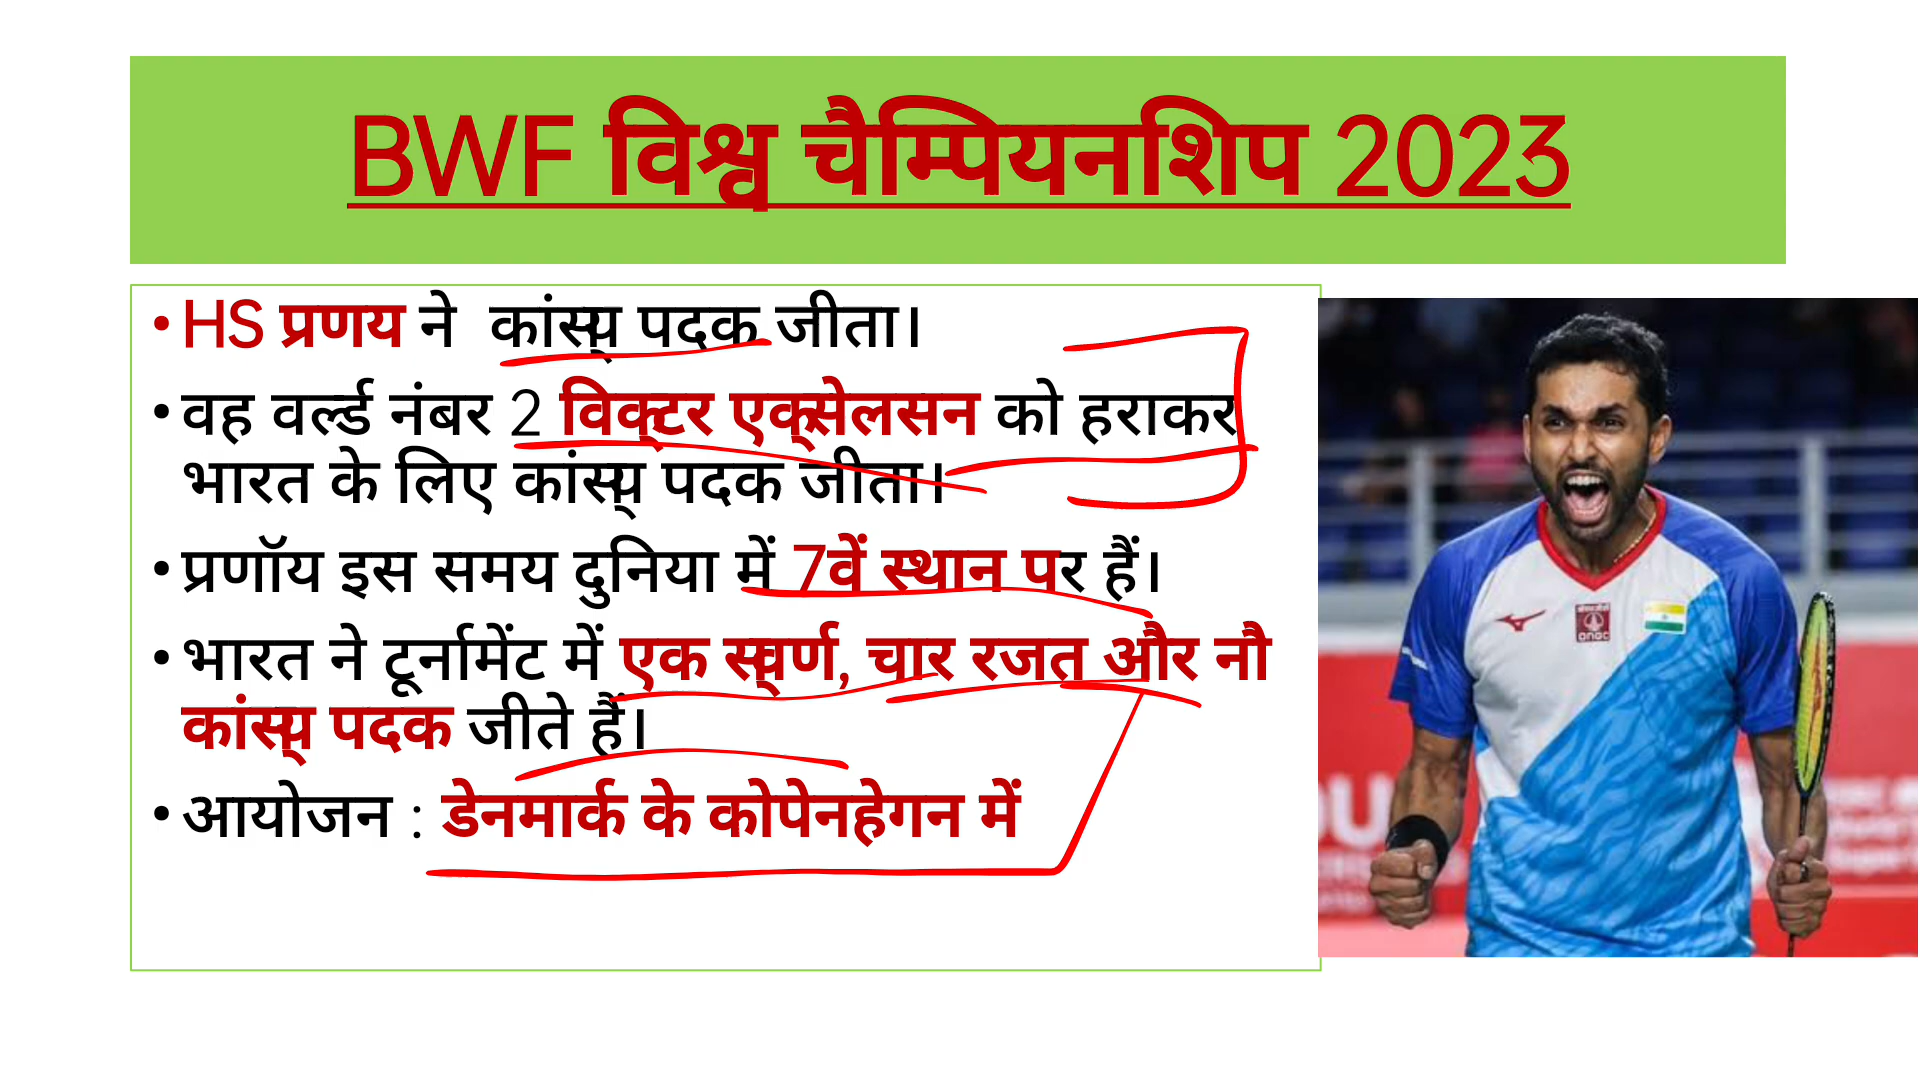 BWF विश्व चैम्पियनशिप 2023
• HS प्रणय ने कांस्य पदक जीता।
• वह वर्ल्ड नंबर 2 विक्टर एक्सेलसन को हराकर
भारत के लिए कांस्य पदक जीता।
• प्रणॉय इस समय दुनिया में 7वें स्थान पर हैं।
• भारत ने टूर्नामेंट में एक स्वर्ण, चार रजत और नौ
कांस्य पदक जीते हैं।
• आयोजन : डेनमार्क के कोपेनहेगन में
ONGC